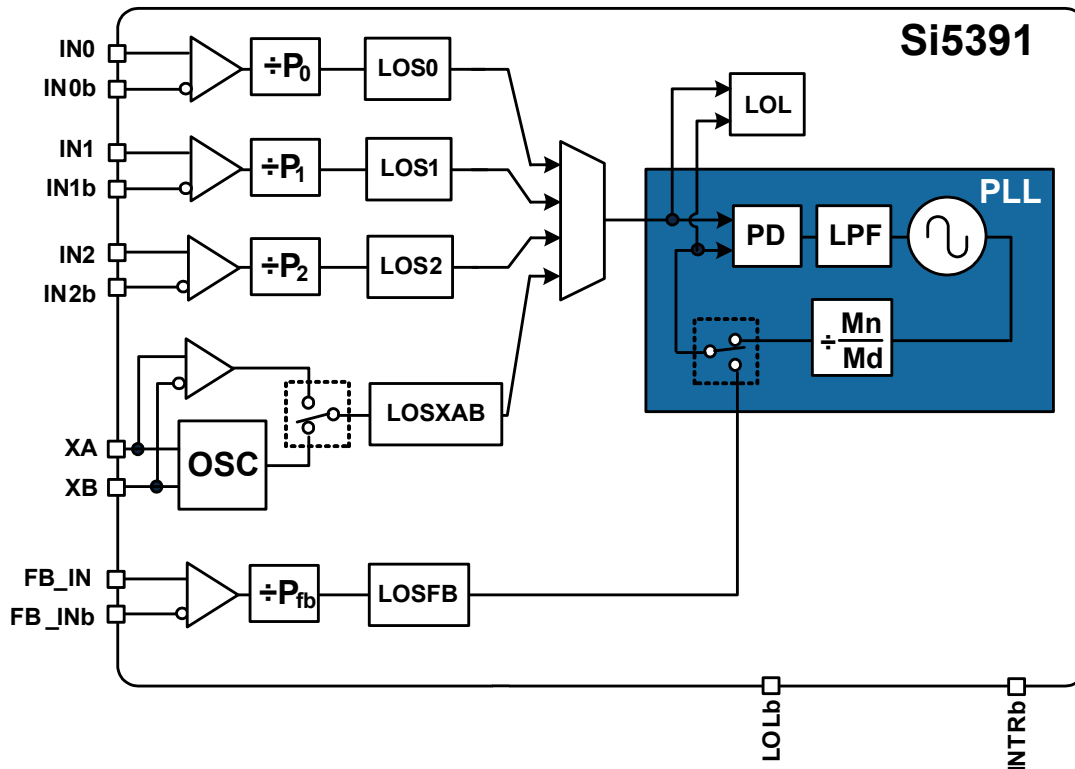 Si5391
IN0
IN0b
÷P0
LOS0
LOL
IN1
IN1b
÷P1
LOS1
PLL
PD
LPF
IN2
IN2b
÷P2
LOS2
÷
Mn
Md
LOSXAB
XA
XB
OSC
FB_IN
FB_INb
÷Pfb
LOSFB
LOLb
INTRb